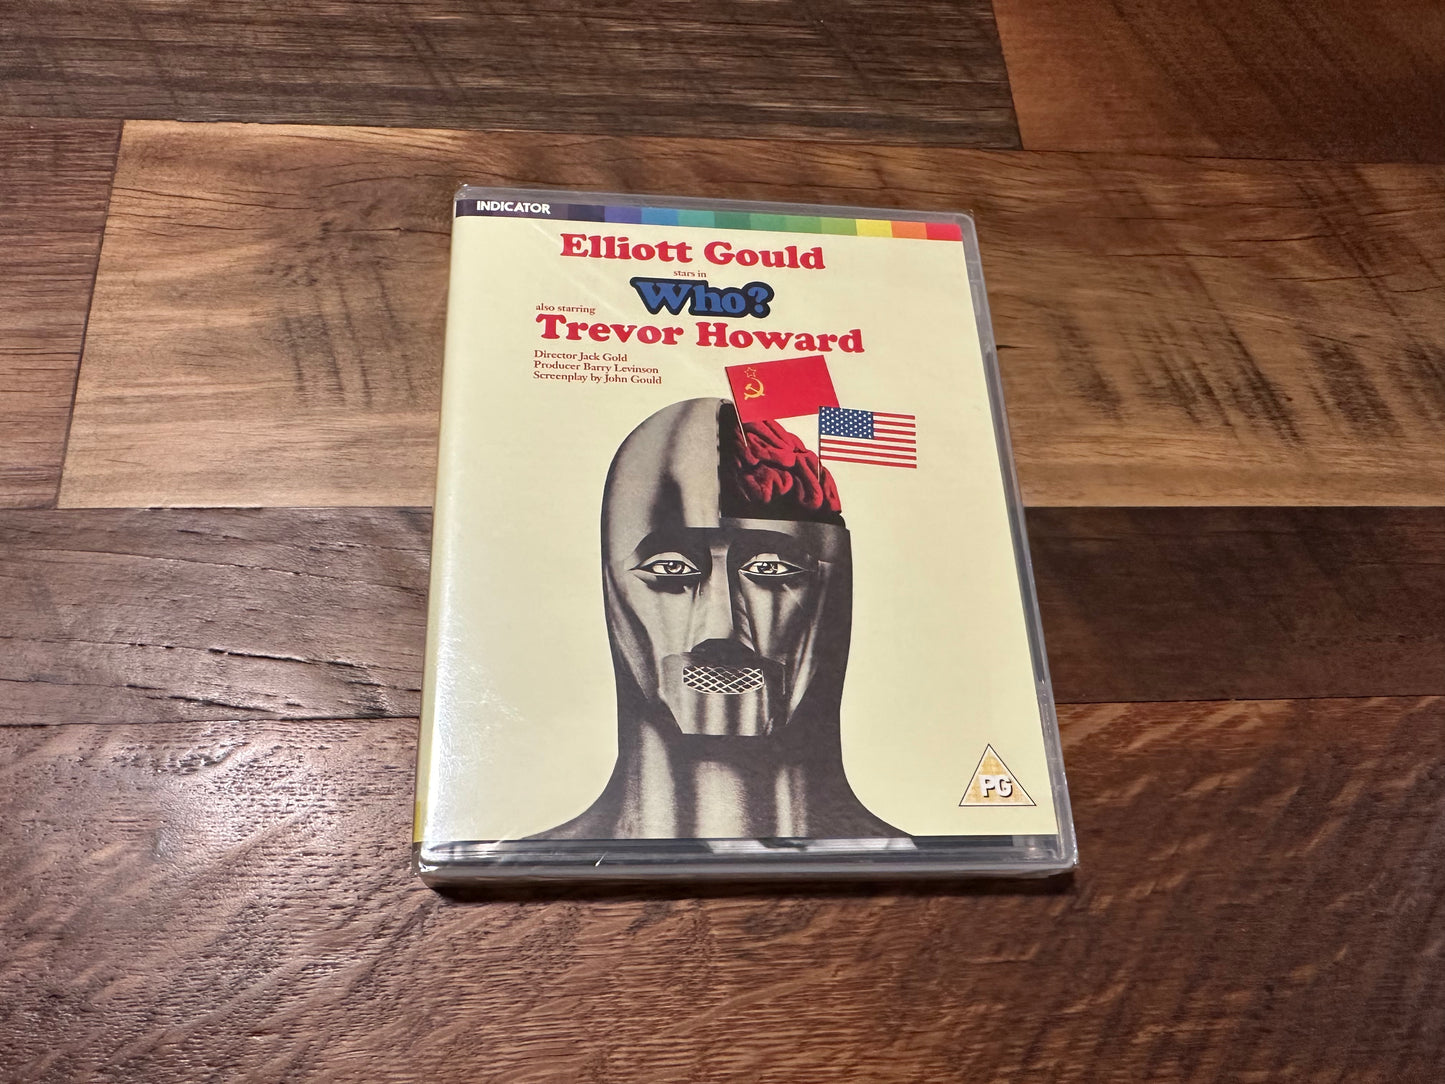 INDICATOR
Elliott Gould
stars in
Who?
also starring
Trevor Howard
Director Jack Gold
Producer Barry Levinson
Screenplay by John Gould
PG